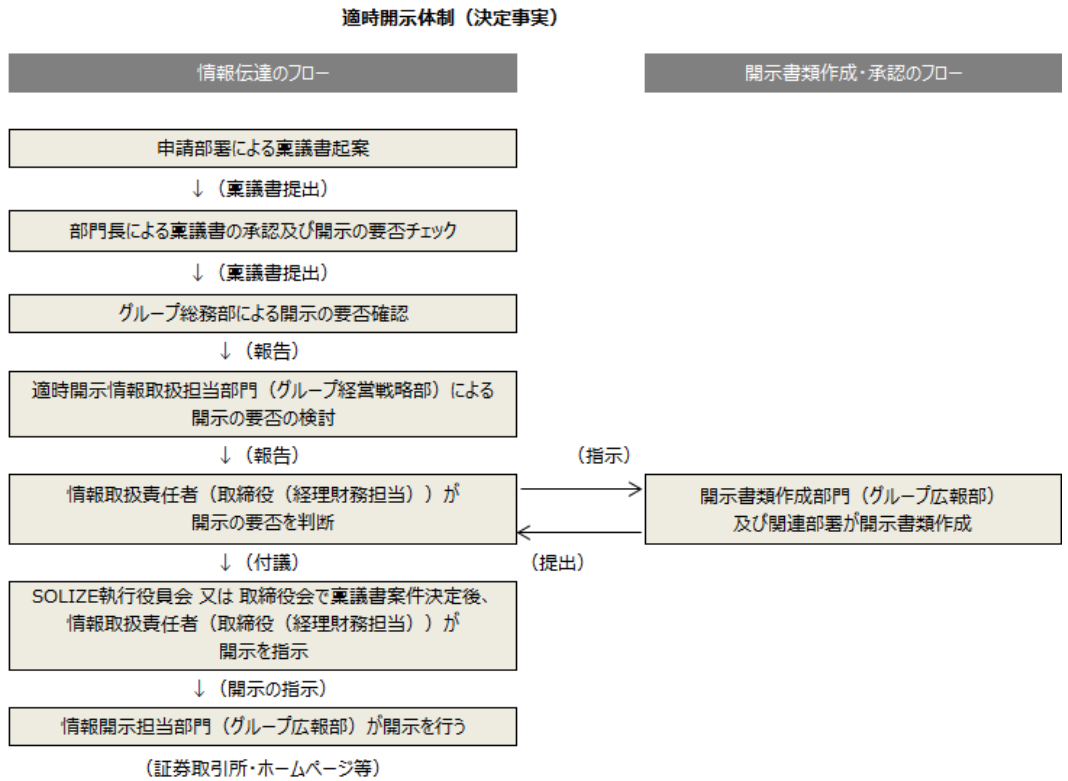 適時開示体制（決定事実）
情報伝達のフロー
開示書類作成・承認のフロー
申請部署による稟議書起案
↓（稟議書提出）
部門長による稟議書の承認及び開示の要否チェック
↓（稟議書提出）
グループ総務部による開示の要否確認
↓（報告）
適時開示情報取扱担当部門（グループ経営戦略部）による
開示の要否の検討
↓（報告）
（指示）
情報取扱責任者（取締役（経理財務担当））が
開示の要否を判断
開示書類作成部門（グループ広報部）
及び関連部署が開示書類作成
↓（付議）
（提出）
SOLIZE執行役員会 又は 取締役会で稟議書案件決定後、
情報取扱責任者（取締役（経理財務担当））が
開示を指示
↓（開示の指示）
情報開示担当部門（グループ広報部）が開示を行う
（証券取引所・ホームページ等）